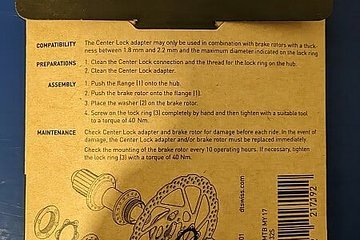 COMPATIBILITY The Center Lock adapter may only be used in combination with brake rotors with a thick-
ness between 1.8 mm and 2.2 mm and the maximum diameter indicated on the lock ring
PREPARATIONS 1. Clean the Center Lock connection and the thread for the lock ring on the hub.
2. Clean the Center Lock adapter.
ASSEMBLY 1. Push the flange (1) onto the hub.
2. Push the brake rotor onto the flange (1).
3. Place the washer (2) on the brake rotor.
4. Screw on the lock ring (3) completely by hand and then tighten with a suitable tool
to a torque of 40 Nm.
MAINTENANCE Check Center Lock adapter and brake rotor for damage before each ride. In the event of
damage, the Center Lock adapter and/or brake rotor must be replaced immediately.
Check the mounting of the brake rotor every 10 operating hours. If necessary, tighten
the lock ring (3) with a torque of 40 Nm.
dtswiss.com
MTB MY 17
217192